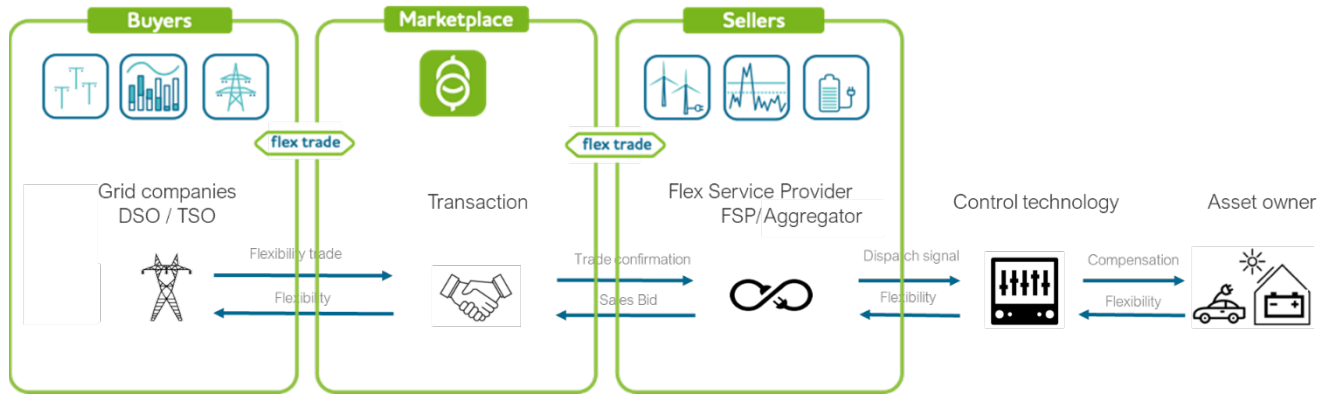 Buyers
Marketplace
Sellers
flex trade
flex trade
Grid companies
DSO / TSO
Transaction
Flex Service Provider
FSP/Aggregator
Control technology
Asset owner
Flexibility trade
Trade confirmation
Dispatch signal
Compensation
Flexibility
Sales Bid
Flexibility
Flexibility